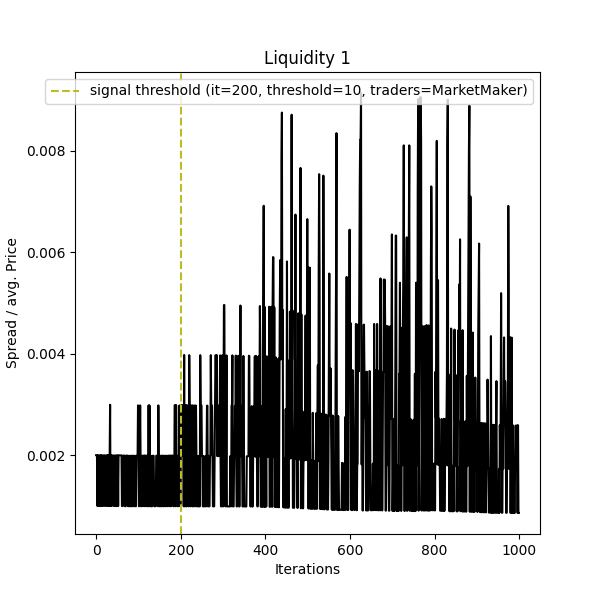 Liquidity 1
signal threshold (it=200, threshold=10, traders=MarketMaker)
0.008
0.006
0.004
0.002
Spread / avg. Price
0 200 400 600 800 1000
Iterations